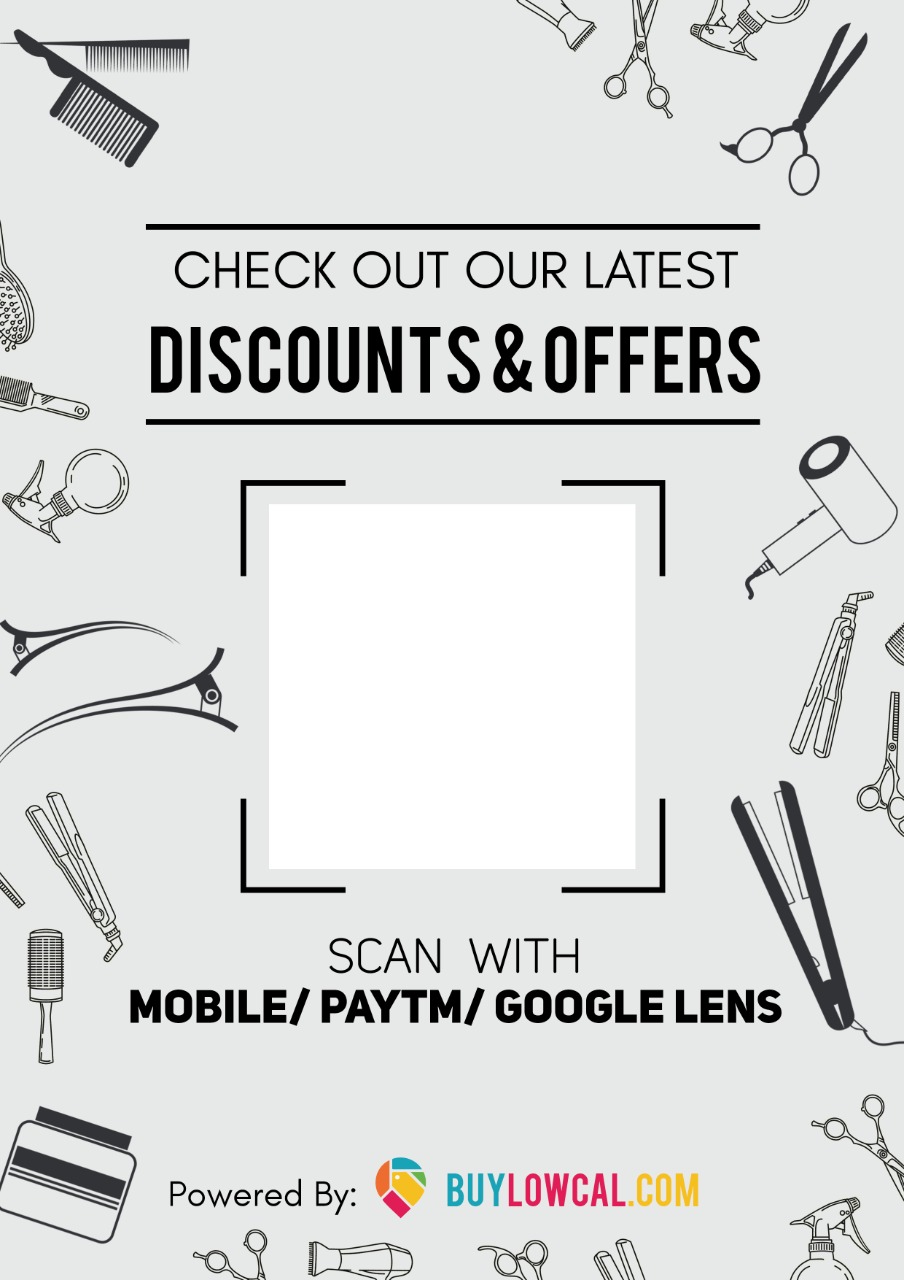 CHECK OUT OUR LATEST
DISCOUNTS & OFFERS
SCAN WITH
MOBILE/ PAYTM/ GOOGLE LENS
Powered By: BUYLOWCAL.COM